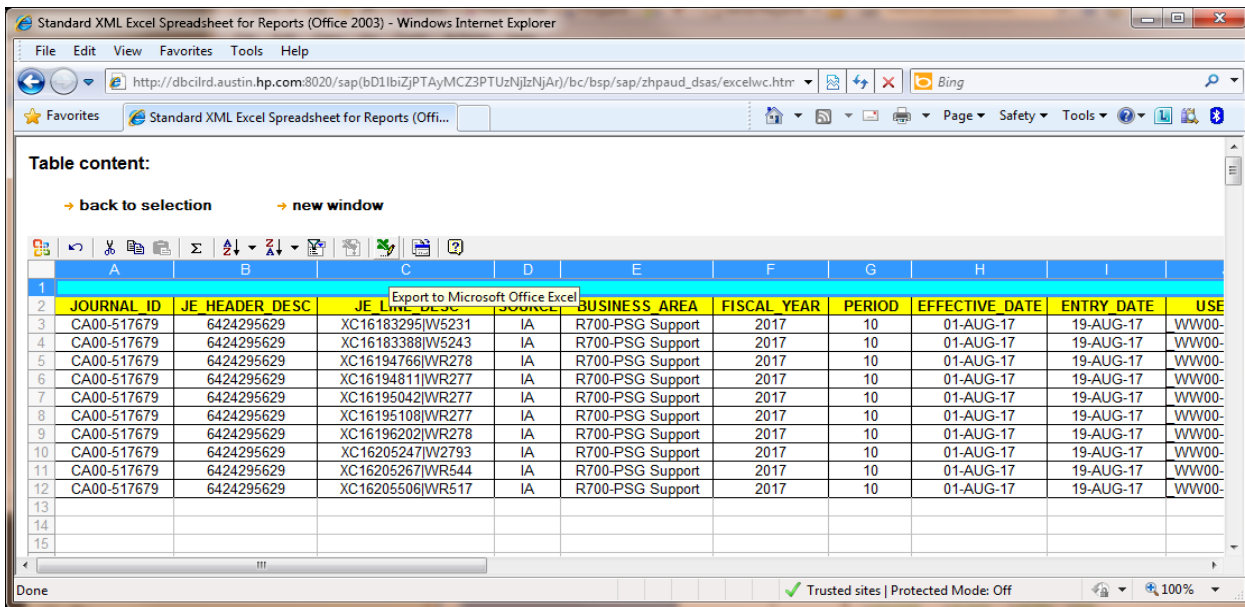 Standard XML Excel Spreadsheet for Reports (Office 2003) - Windows Internet Explorer
File Edit View Favorites Tools Help
http://dbcilrd.austin.hp.com:8020/sap(bD1lbiZjPTAyMCZ3PTUzNjIzNjAr)/bc/bsp/sap/zhpaud_dsas/excelwc.htm Bing
Favorites Standard XML Excel Spreadsheet for Reports (Offi... Page Safety Tools
Table content:
back to selection new window
A B C D E F G H I
Export to Microsoft Office Excel
1
2 JOURNAL_ID JE_HEADER_DESC JE_LINE_DESC SOURCE BUSINESS_AREA FISCAL_YEAR PERIOD EFFECTIVE_DATE ENTRY_DATE USE
3 CA00-517679 6424295629 XC16183295|W5231 IA R700-PSG Support 2017 10 01-AUG-17 19-AUG-17 _WW00-
4 CA00-517679 6424295629 XC16183388|W5243 IA R700-PSG Support 2017 10 01-AUG-17 19-AUG-17 _WW00-
5 CA00-517679 6424295629 XC16194766|WR278 IA R700-PSG Support 2017 10 01-AUG-17 19-AUG-17 _WW00-
6 CA00-517679 6424295629 XC16194811|WR277 IA R700-PSG Support 2017 10 01-AUG-17 19-AUG-17 _WW00-
7 CA00-517679 6424295629 XC16195042|WR277 IA R700-PSG Support 2017 10 01-AUG-17 19-AUG-17 _WW00-
8 CA00-517679 6424295629 XC16195108|WR277 IA R700-PSG Support 2017 10 01-AUG-17 19-AUG-17 _WW00-
9 CA00-517679 6424295629 XC16196202|WR278 IA R700-PSG Support 2017 10 01-AUG-17 19-AUG-17 _WW00-
10 CA00-517679 6424295629 XC16205247|W2793 IA R700-PSG Support 2017 10 01-AUG-17 19-AUG-17 _WW00-
11 CA00-517679 6424295629 XC16205267|WR544 IA R700-PSG Support 2017 10 01-AUG-17 19-AUG-17 _WW00-
12 CA00-517679 6424295629 XC16205506|WR517 IA R700-PSG Support 2017 10 01-AUG-17 19-AUG-17 _WW00-
13
14
15
Done Trusted sites | Protected Mode: Off 100%